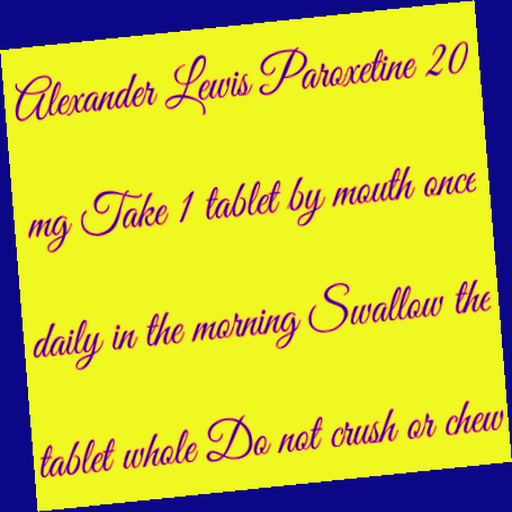 Alexander Lewis Paroxetine 20
mg Take 1 tablet by mouth once
daily in the morning Swallow the
tablet whole Do not crush or chew